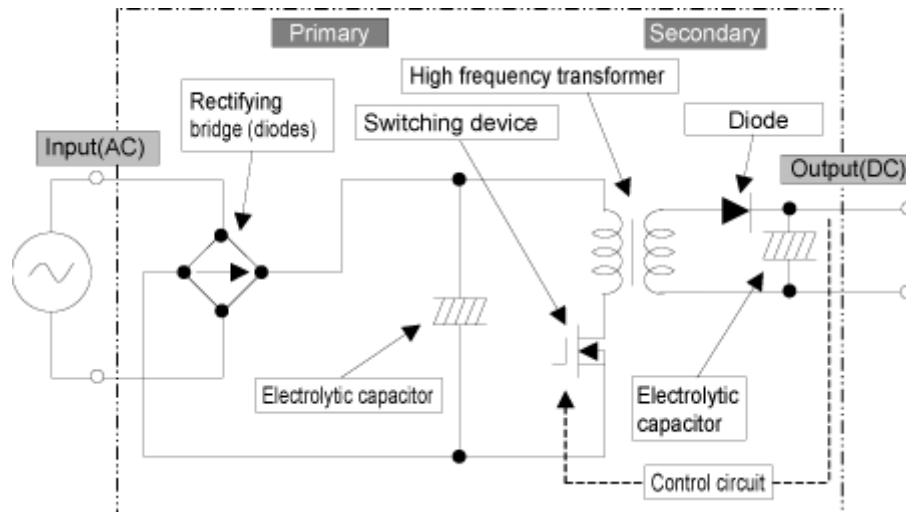 Primary
Secondary
High frequency transformer
Rectifying
bridge (diodes)
Switching device
Diode
Input(AC)
Output(DC)
Electrolytic capacitor
Electrolytic
capacitor
Control circuit